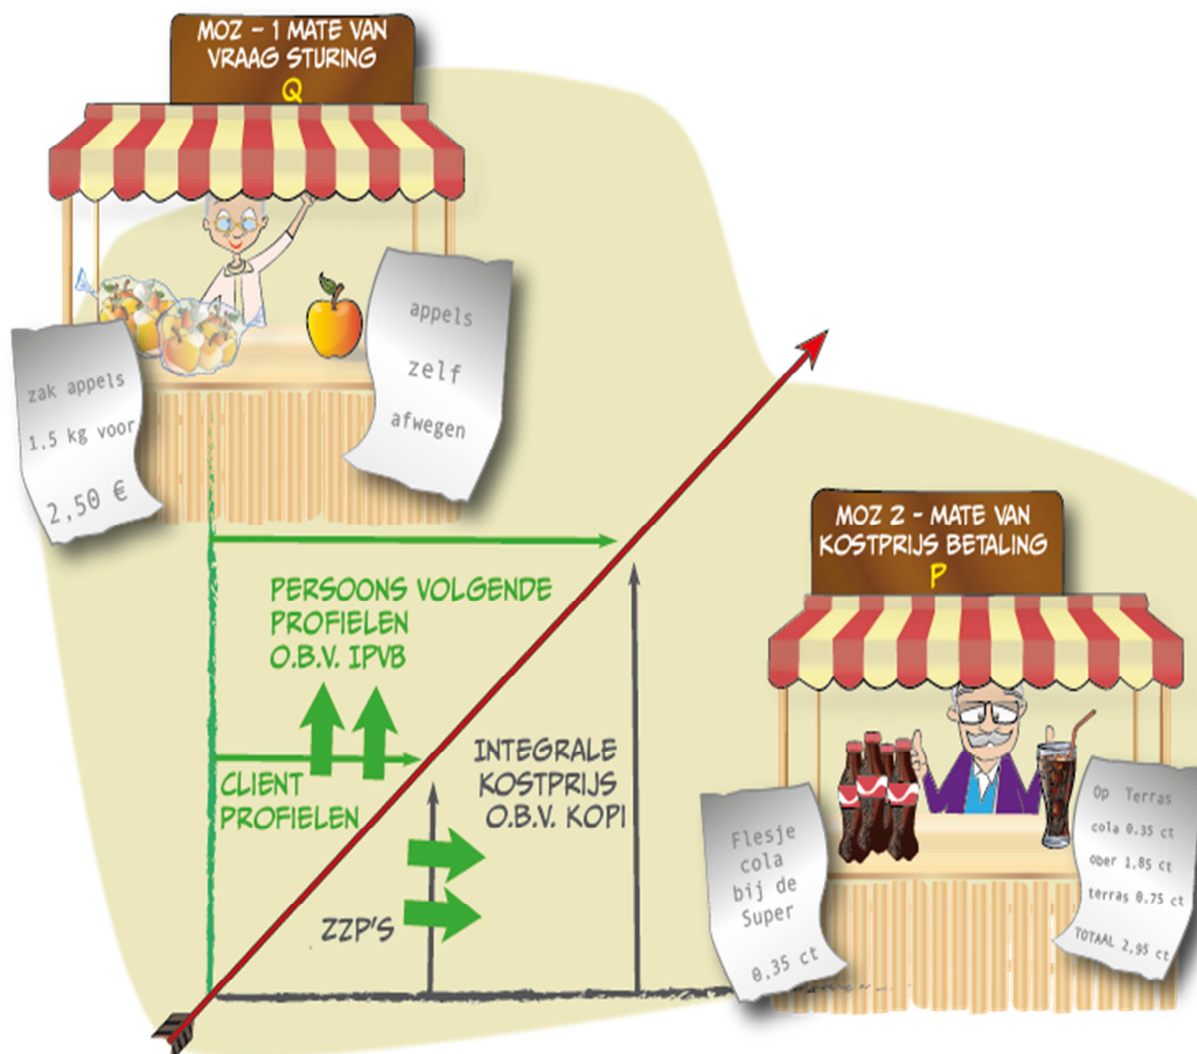 MOZ - 1 MATE VAN
VRAAG STURING
Q
zak appels
1.5 kg voor
2,50 €
appels
zelf
afwegen
PERSOONS VOLGENDE
PROFIELEN
O.B.V. IPVB
CLIENT
PROFIELEN
INTEGRALE
KOSTPRIJS
O.B.V. KOPI
ZZP'S
MOZ 2 - MATE VAN
KOSTPRIJS BETALING
P
Flesje
cola
bij de
Super
0,35 ct
Op Terras
cola 0.35 ct
ober 1.85 ct
terras 0.75 ct
TOTAAL 2,95 ct